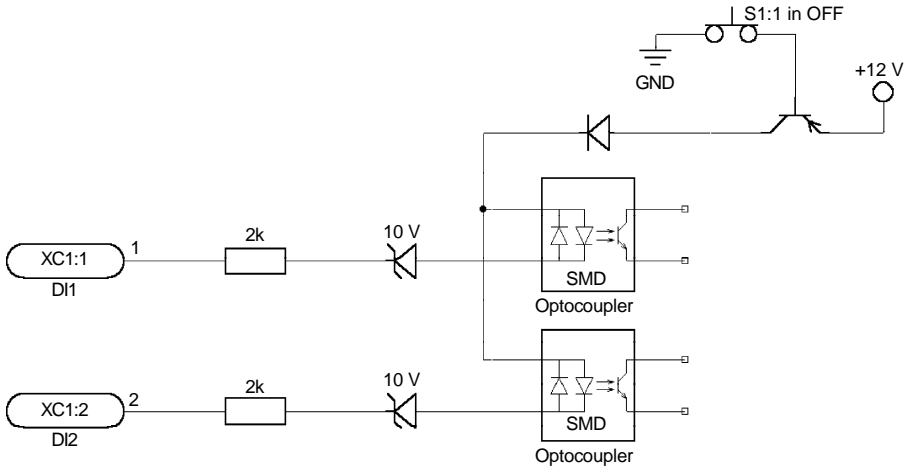 S1:1 in OFF
+12 V
GND
10 V
2k
1
XC1:1
DI1
SMD
Optocoupler
10 V
2k
2
XC1:2
DI2
SMD
Optocoupler